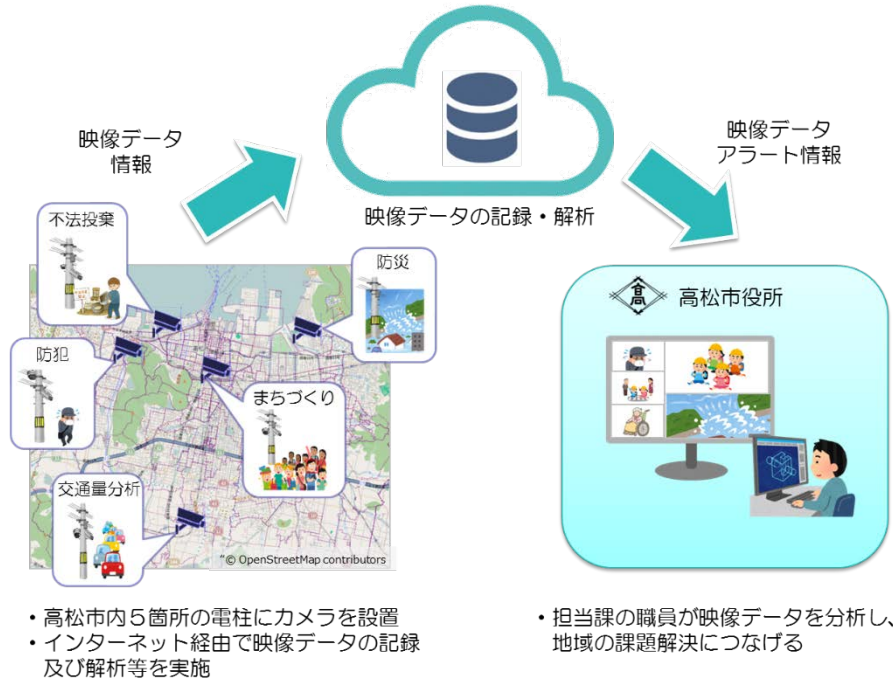 映像データ
情報
映像データ
アラート情報
映像データの記録・解析
不法投棄
防災
防犯
まちづくり
交通量分析
"© OpenStreetMap contributors
高
高松市役所
・高松市内5箇所の電柱にカメラを設置
・インターネット経由で映像データの記録
及び解析等を実施
・担当課の職員が映像データを分析し、
地域の課題解決につなげる